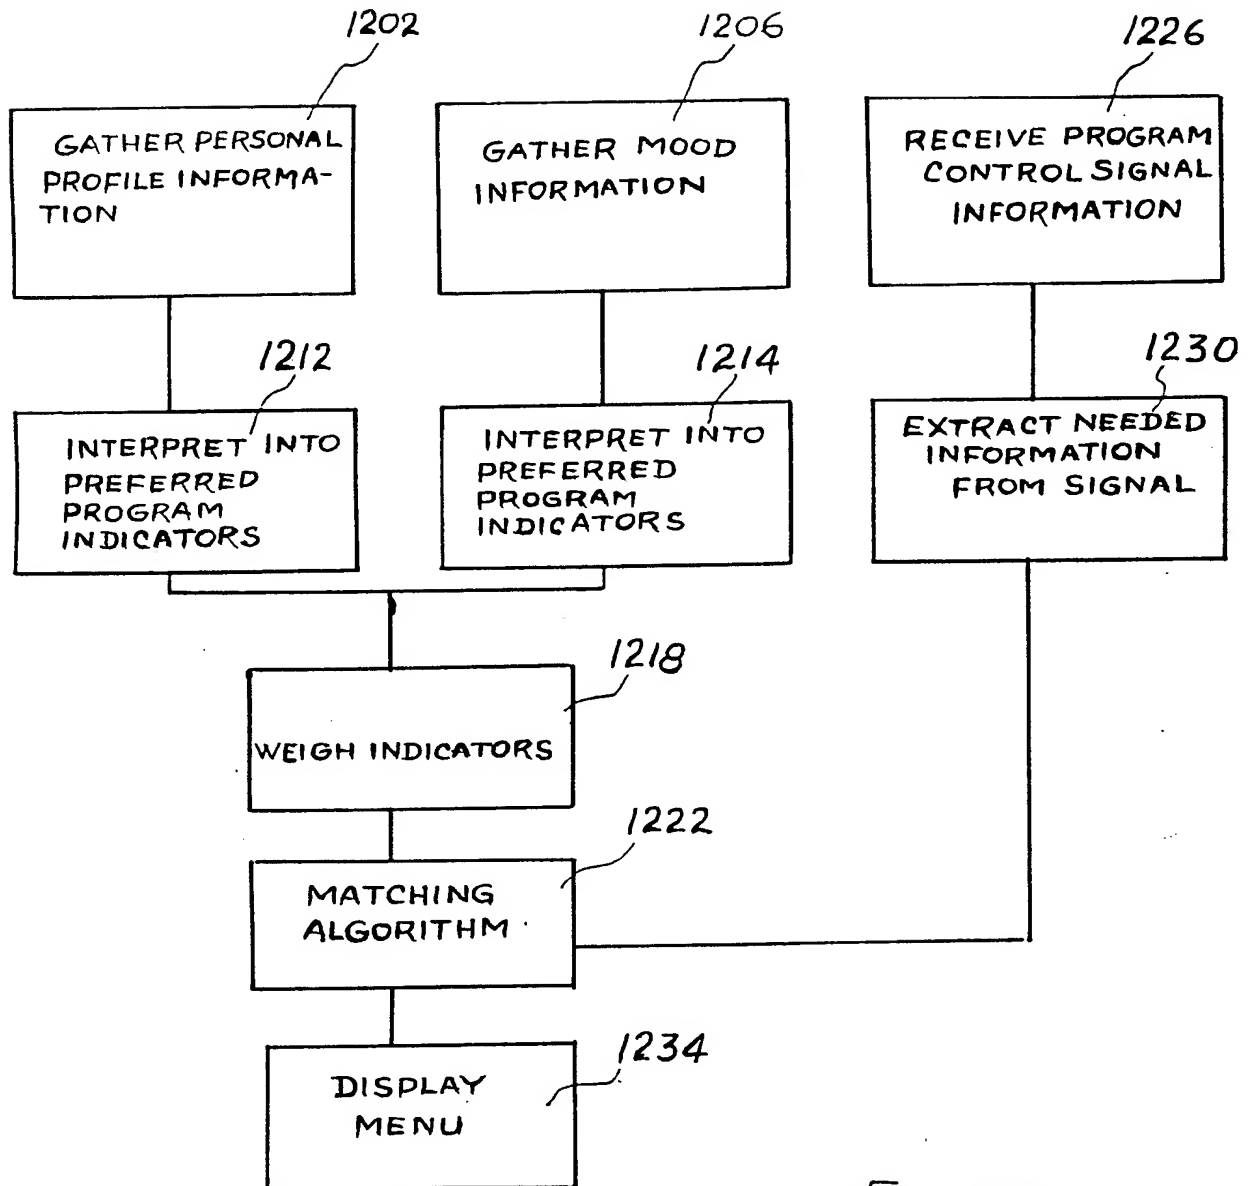 1202
1206
1226
GATHER PERSONAL
PROFILE INFORMA-
TION
GATHER MOOD
INFORMATION
RECEIVE PROGRAM
CONTROL SIGNAL
INFORMATION
1212
1214
1230
INTERPRET INTO
PREFERRED
PROGRAM
INDICATORS
INTERPRET INTO
PREFERRED
PROGRAM
INDICATORS
EXTRACT NEEDED
INFORMATION
FROM SIGNAL
1218
WEIGH INDICATORS
1222
MATCHING
ALGORITHM
1234
DISPLAY
MENU